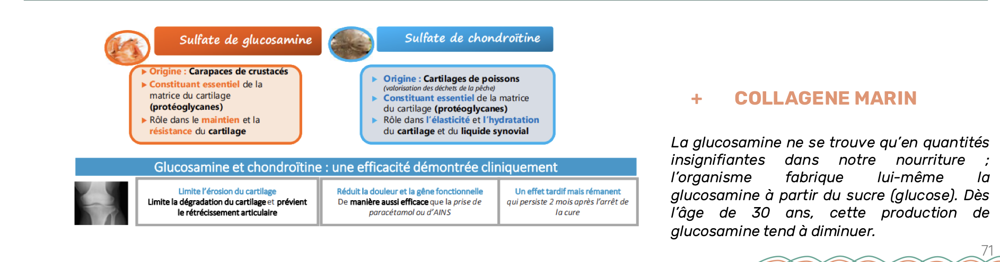 Sulfate de glucosamine
▶ Origine : Carapaces de crustacés
▶ Constituant essentiel de la
matrice du cartilage
(protéoglycanes)
▶ Rôle dans le maintien et la
résistance du cartilage
Sulfate de chondroïtine
▶ Origine : Cartilages de poissons
(valorisation des déchets de la pêche)
▶ Constituant essentiel de la matrice
du cartilage (protéoglycanes)
▶ Rôle dans l'élasticité et l'hydratation
du cartilage et du liquide synovial
Glucosamine et chondroïtine : une efficacité démontrée cliniquement
Limite l'érosion du cartilage
Limite la dégradation du cartilage et prévient
le rétrécissement articulaire
Réduit la douleur et la gêne fonctionnelle
De manière aussi efficace que la prise de
paracétamol ou d'AINS
Un effet tardif mais rémanent
qui persiste 2 mois après l'arrêt de
la cure
+ COLLAGENE MARIN
La glucosamine ne se trouve qu'en quantités
insignifiantes dans notre nourriture ;
l'organisme fabrique lui-même la
glucosamine à partir du sucre (glucose). Dès
l'âge de 30 ans, cette production de
glucosamine tend à diminuer.
71